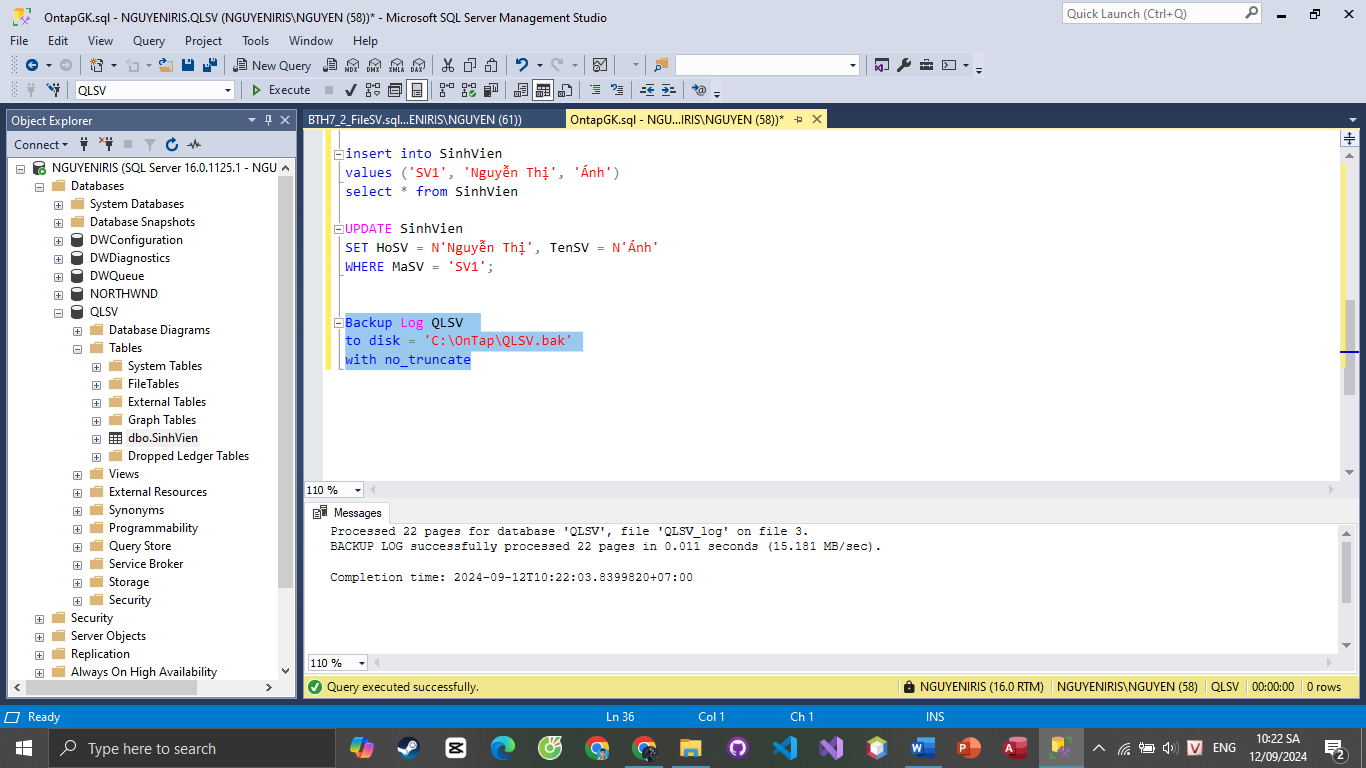 OntapGK.sql - NGUYENIRIS.QLSV (NGUYENIRIS\NGUYEN (58))* - Microsoft SQL Server Management Studio
Quick Launch (Ctrl+Q)
File Edit View Query Project Tools Window Help
New Query
MDX DMX XMLA DAX
QLSV
Execute
Object Explorer
BTH7_2_FileSV.sql...ENIRIS\NGUYEN (61))
OntapGK.sql - NGU...IRIS\NGUYEN (58))*
Connect
NGUYENIRIS (SQL Server 16.0.1125.1 - NGU
Databases
System Databases
Database Snapshots
DWConfiguration
DWDiagnostics
DWQueue
NORTHWND
QLSV
Database Diagrams
Tables
System Tables
FileTables
External Tables
Graph Tables
dbo.SinhVien
Dropped Ledger Tables
Views
External Resources
Synonyms
Programmability
Query Store
Service Broker
Storage
Security
Security
Server Objects
Replication
Always On High Availability
insert into SinhVien
values ('SV1', 'Nguyễn Thị', 'Ánh')
select * from SinhVien
UPDATE SinhVien
SET HoSV = N'Nguyễn Thị', TenSV = N'Ánh'
WHERE MaSV = 'SV1';
Backup Log QLSV
to disk = 'C:\OnTap\QLSV.bak'
with no_truncate
110 %
Messages
Processed 22 pages for database 'QLSV', file 'QLSV_log' on file 3.
BACKUP LOG successfully processed 22 pages in 0.011 seconds (15.181 MB/sec).
Completion time: 2024-09-12T10:22:03.8399820+07:00
110 %
Query executed successfully.
NGUYENIRIS (16.0 RTM) NGUYENIRIS\NGUYEN (58) QLSV 00:00:00 0 rows
Ready
Ln 36 Col 1 Ch 1 INS
Type here to search
ENG
10:22 SA
12/09/2024
2